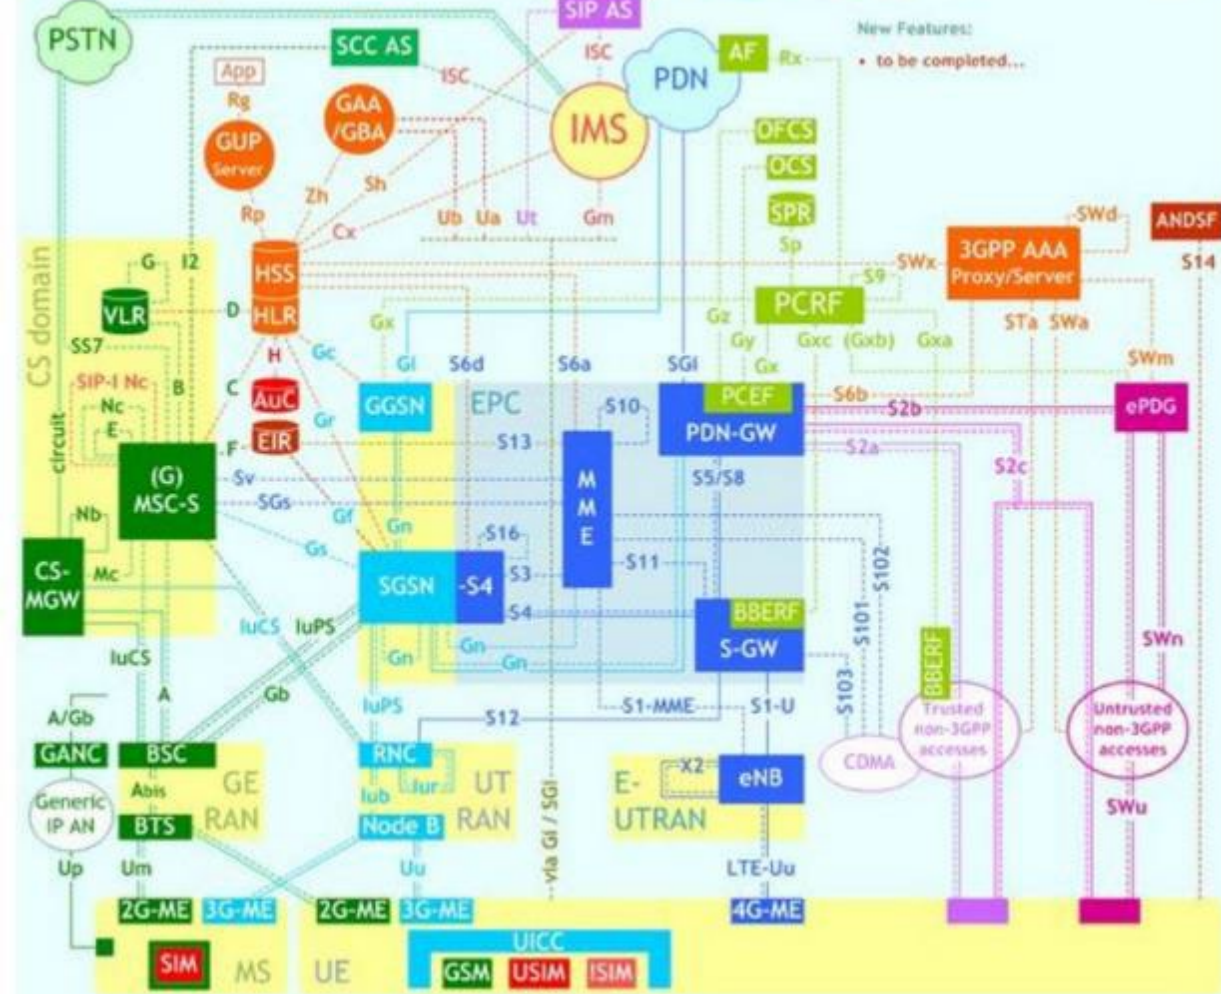 PSTN
SIP AS
SCC AS
ISC
ISC
App
Rg
GAA
/GBA
GUP
Server
IMS
PDN
AF
Rx
New Features:
• to be completed...
OFCS
OCS
SPR
Sp
Zh
Sh
Rp
Cx
Ub
Ua
Ut
Gm
SWd
ANDSF
3GPP AAA
Proxy/Server
SWx
S14
S9
CS domain
G
I2
HSS
VLR
D
HLR
PCRF
Gx
Gz
Gy
Gxc
(Gxb)
Gxa
STa
SWa
SS7
H
Gc
GI
S6d
S6a
SGi
Gx
SWm
SIP-I Nc
B
C
AuC
GGSN
EPC
S10
PCEF
PDN-GW
S6b
S2b
ePDG
Nc
E
Gr
circuit
F
EIR
S13
S2a
S2c
(G)
MSC-S
Sv
SGs
MME
S5/S8
Nb
Gf
Gn
Gs
S16
S102
CS-
MGW
Mc
SGSN
-S4
S3
S11
S4
BBERF
S-GW
S101
IuCS
IuPS
Gn
Gn
Gn
BBERF
SWn
IuCS
A
Gb
IuPS
S12
S1-MME
S1-U
S103
A/Gb
Trusted
non-3GPP
accesses
Untrusted
non-3GPP
accesses
GANC
BSC
RNC
CDMA
Abis
GE
RAN
Iub
Iur
UT
RAN
E-
UTRAN
X2
eNB
Generic
IP AN
BTS
Node B
via GI / SGI
SWu
Up
Um
Uu
LTE-Uu
2G-ME
3G-ME
2G-ME
3G-ME
4G-ME
SIM
MS
UE
UICC
GSM
USIM
ISIM